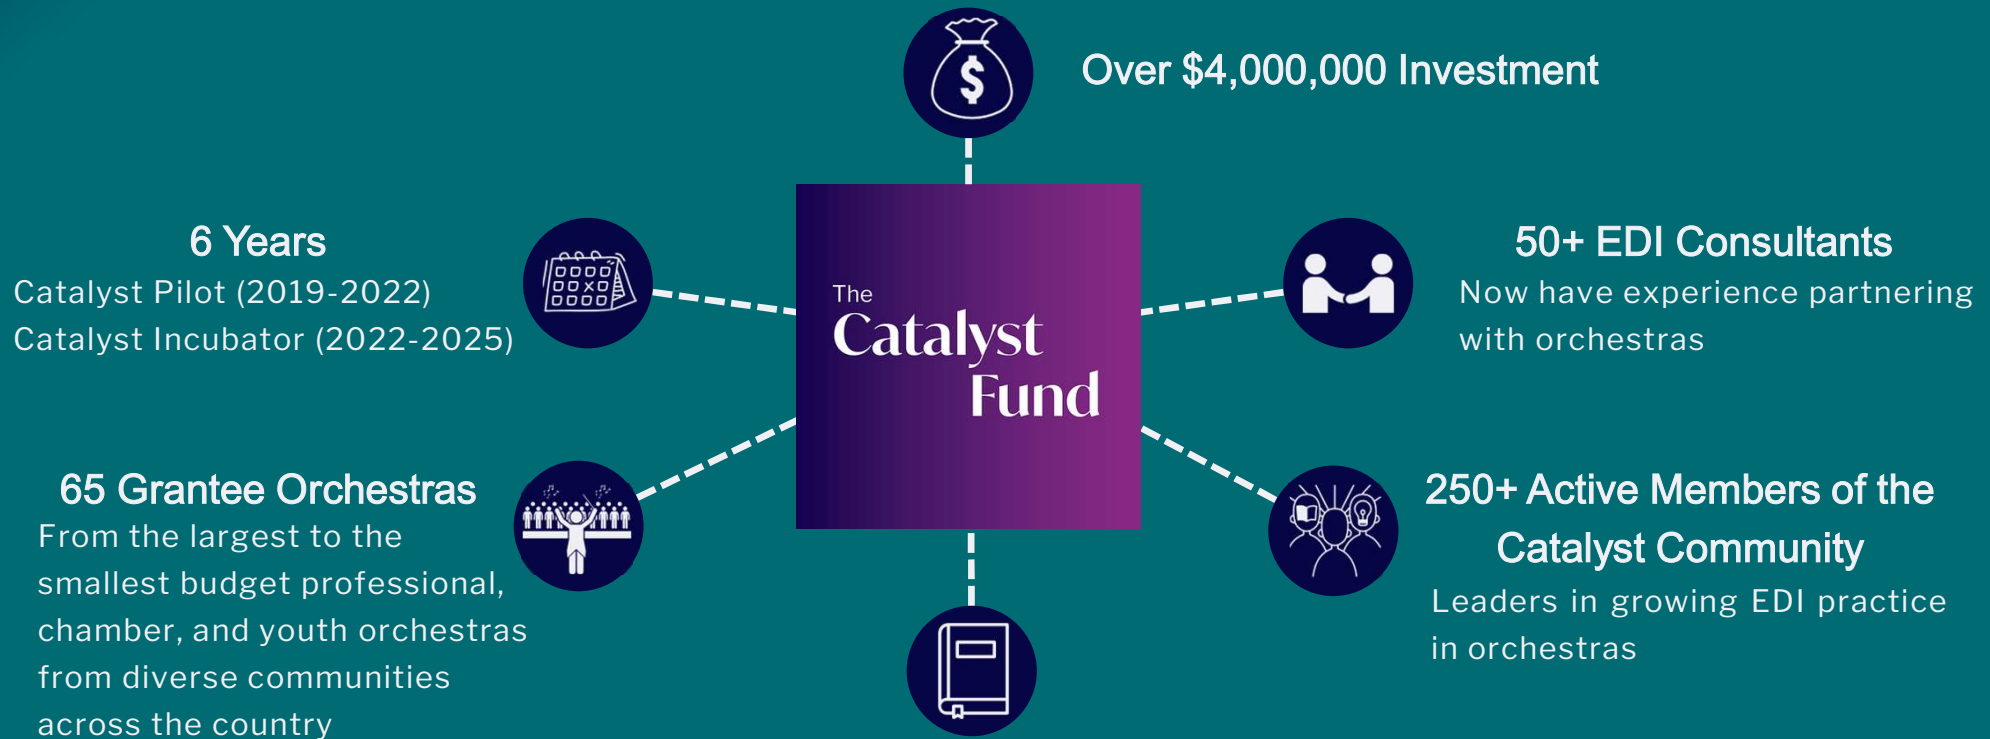 Over $4,000,000 Investment
6 Years
Catalyst Pilot (2019-2022)
Catalyst Incubator (2022-2025)
50+ EDI Consultants
Now have experience partnering
with orchestras
The
Catalyst
Fund
65 Grantee Orchestras
From the largest to the
smallest budget professional,
chamber, and youth orchestras
from diverse communities
across the country
250+ Active Members of the
Catalyst Community
Leaders in growing EDI practice
in orchestras